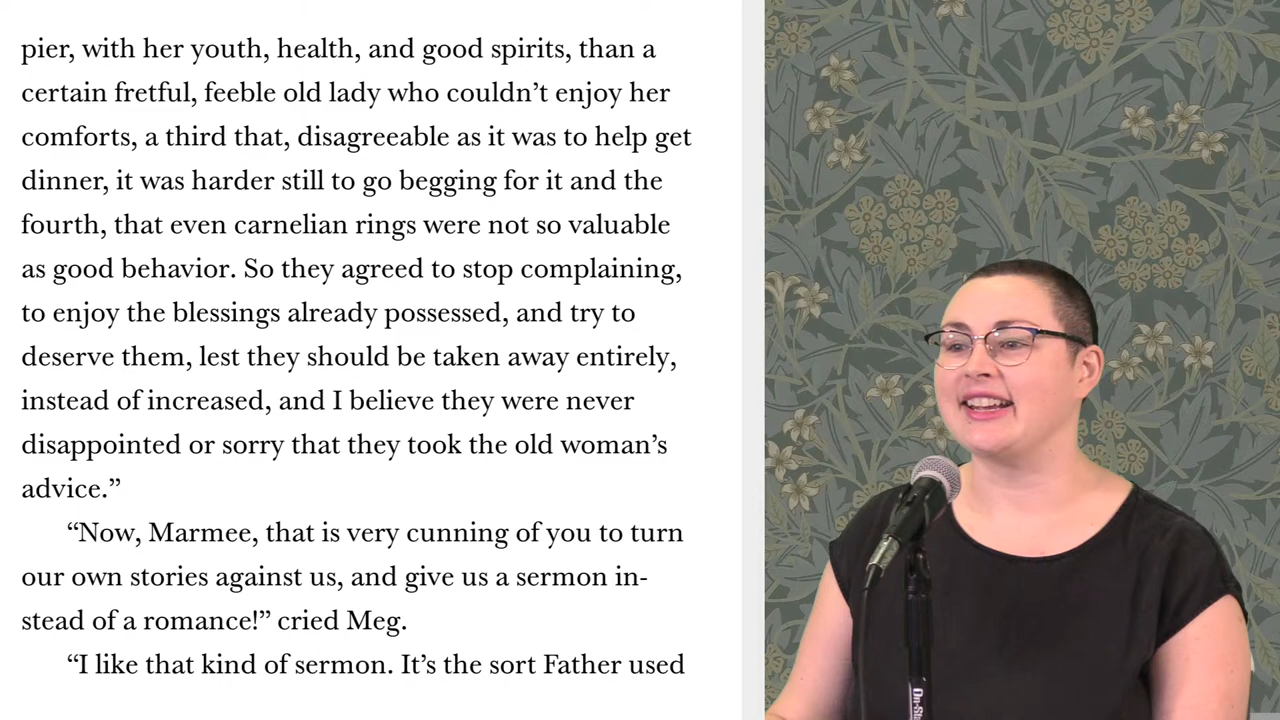 pier, with her youth, health, and good spirits, than a
certain fretful, feeble old lady who couldn’t enjoy her
comforts, a third that, disagreeable as it was to help get
dinner, it was harder still to go begging for it and the
fourth, that even carnelian rings were not so valuable
as good behavior. So they agreed to stop complaining,
to enjoy the blessings already possessed, and try to
deserve them, lest they should be taken away entirely,
instead of increased, and I believe they were never
disappointed or sorry that they took the old woman’s
advice.”
“Now, Marmee, that is very cunning of you to turn
our own stories against us, and give us a sermon in-
stead of a romance!” cried Meg.
“I like that kind of sermon. It’s the sort Father used